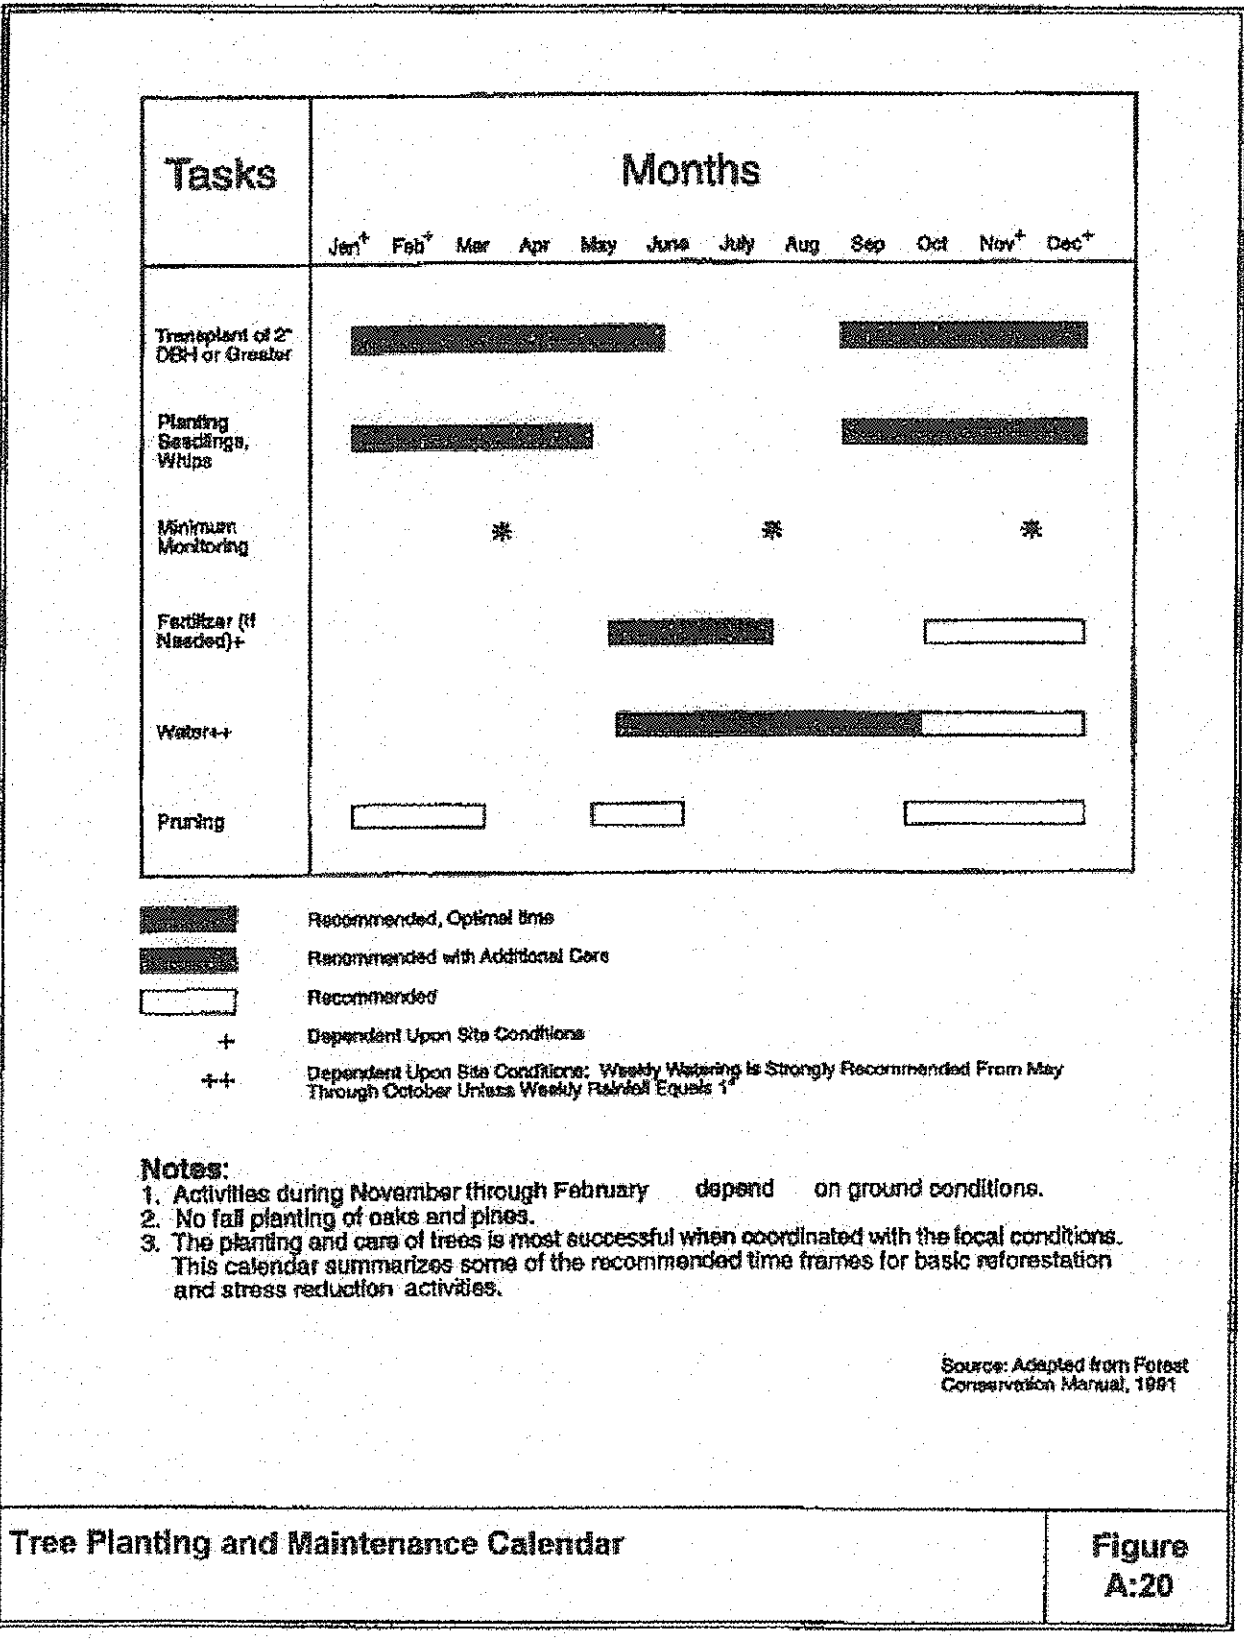 Tasks
Months
Jan+ Feb+ Mar Apr May June July Aug Sep Oct Nov+ Dec+
Transplant of 2"
DBH or Greater
Planting
Seedlings,
Whips
Minimum
Monitoring
Fertilizer (If
Needed)+
Water++
Pruning
Recommended, Optimal time
Recommended with Additional Care
Recommended
+ Dependent Upon Site Conditions
++ Dependent Upon Site Conditions: Weekly Watering is Strongly Recommended From May
Through October Unless Weekly Rainfall Equals 1"
Notes:
1. Activities during November through February depend on ground conditions.
2. No fall planting of oaks and pines.
3. The planting and care of trees is most successful when coordinated with the local conditions.
This calendar summarizes some of the recommended time frames for basic reforestation
and stress reduction activities.
Source: Adapted from Forest
Conservation Manual, 1991
Tree Planting and Maintenance Calendar
Figure
A:20